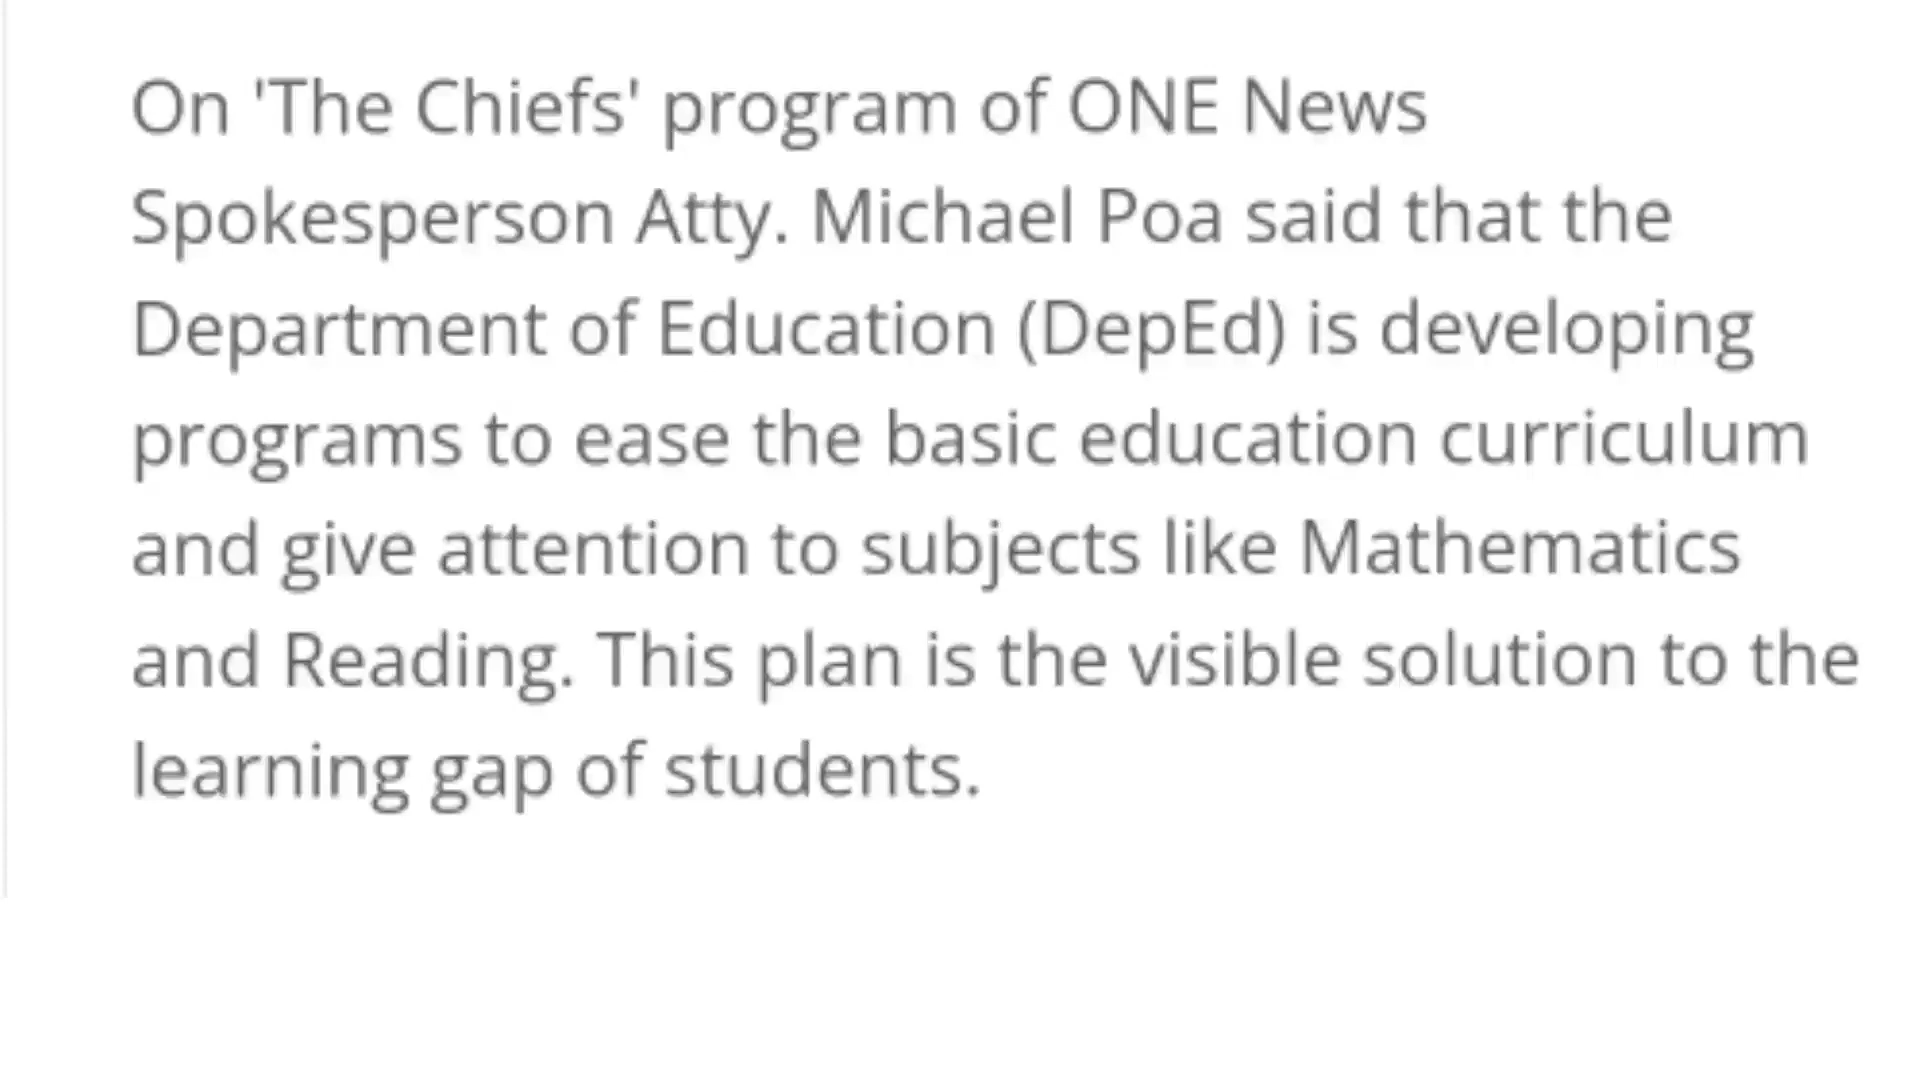 On 'The Chiefs' program of ONE News
Spokesperson Atty. Michael Poa said that the
Department of Education (DepEd) is developing
programs to ease the basic education curriculum
and give attention to subjects like Mathematics
and Reading. This plan is the visible solution to the
learning gap of students.